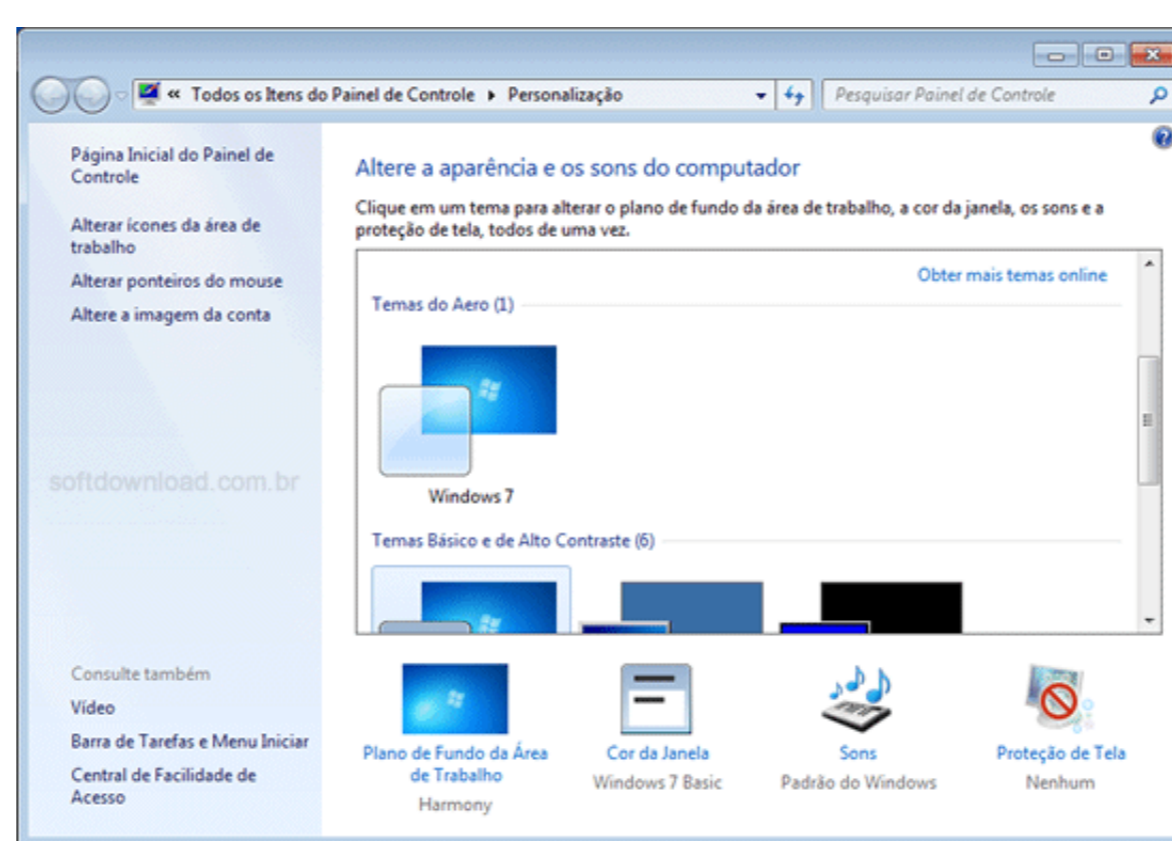 « Todos os Itens do Painel de Controle ▸ Personalização
Pesquisar Painel de Controle
Página Inicial do Painel de
Controle
Alterar ícones da área de
trabalho
Alterar ponteiros do mouse
Altere a imagem da conta
softdownload.com.br
Consulte também
Vídeo
Barra de Tarefas e Menu Iniciar
Central de Facilidade de
Acesso
Altere a aparência e os sons do computador
Clique em um tema para alterar o plano de fundo da área de trabalho, a cor da janela, os sons e a
proteção de tela, todos de uma vez.
Obter mais temas online
Temas do Aero (1)
Windows 7
Temas Básico e de Alto Contraste (6)
Plano de Fundo da Área
de Trabalho
Harmony
Cor da Janela
Windows 7 Basic
Sons
Padrão do Windows
Proteção de Tela
Nenhum